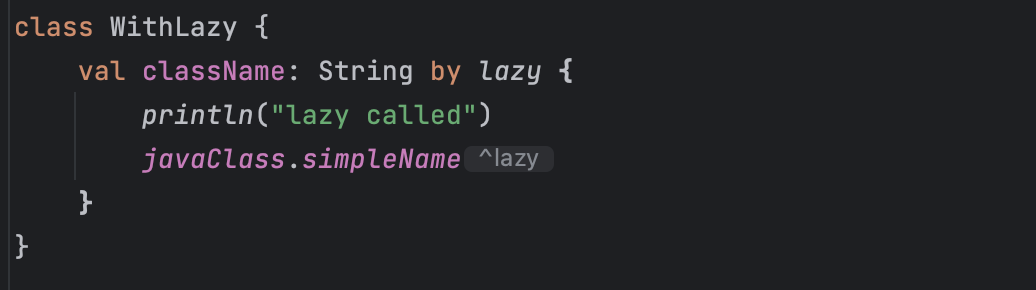 class WithLazy {
    val className: String by lazy {
        println("lazy called")
        javaClass.simpleName ^lazy
    }
}